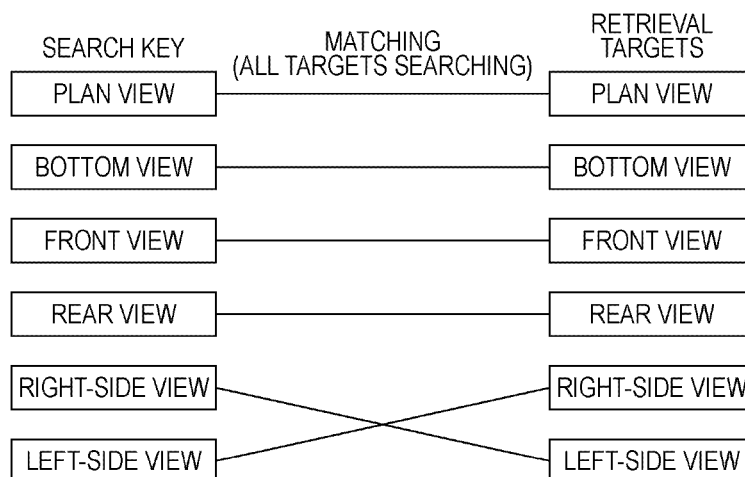 SEARCH KEY
MATCHING
(ALL TARGETS SEARCHING)
RETRIEVAL
TARGETS
PLAN VIEW
PLAN VIEW
BOTTOM VIEW
BOTTOM VIEW
FRONT VIEW
FRONT VIEW
REAR VIEW
REAR VIEW
RIGHT-SIDE VIEW
RIGHT-SIDE VIEW
LEFT-SIDE VIEW
LEFT-SIDE VIEW